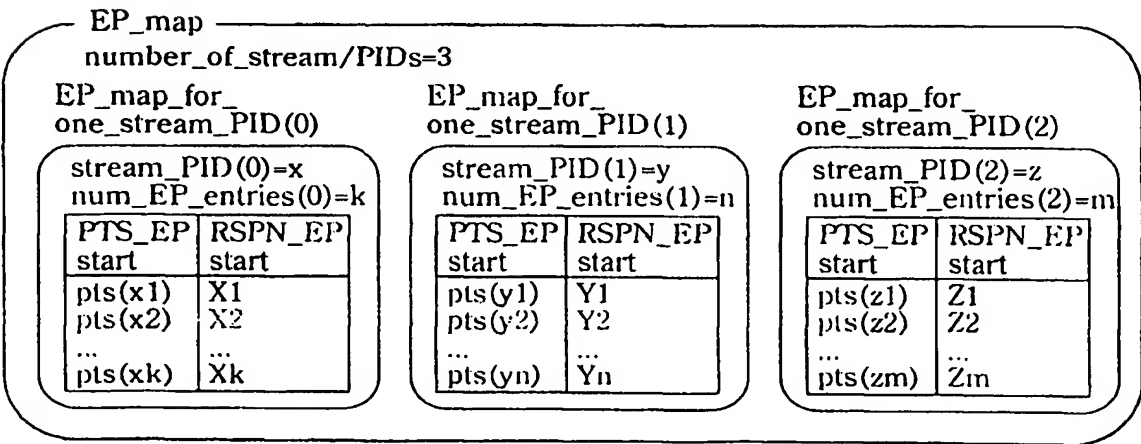 EP_map
number_of_stream/PIDs=3
EP_map_for_
one_stream_PID(0)
stream_PID(0)=x
num_EP_entries(0)=k
PTS_EP RSPN_EP
start start
pts(x1) X1
pts(x2) X2
... ...
pts(xk) Xk
EP_map_for_
one_stream_PID(1)
stream_PID(1)=y
num_EP_entries(1)=n
PTS_EP RSPN_EP
start start
pts(y1) Y1
pts(y2) Y2
... ...
pts(yn) Yn
EP_map_for_
one_stream_PID(2)
stream_PID(2)=z
num_EP_entries(2)=m
PTS_EP RSPN_EP
start start
pts(z1) Z1
pts(z2) Z2
... ...
pts(zm) Zm